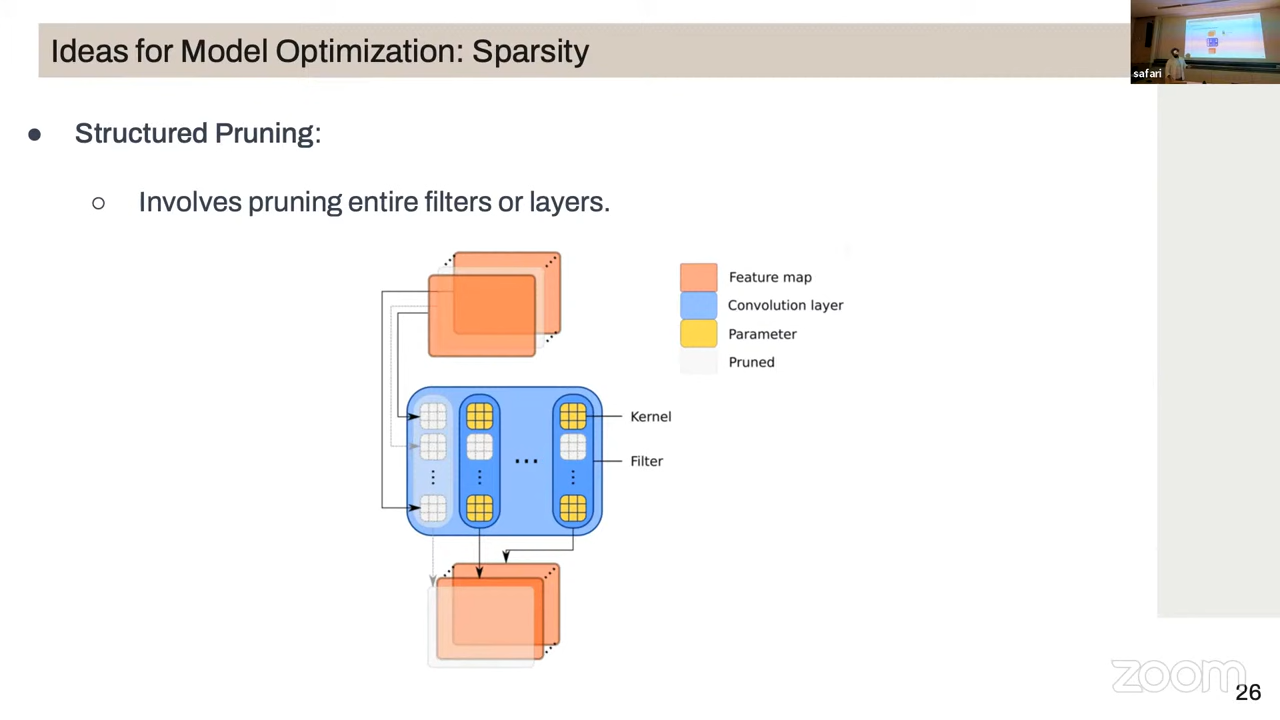 Ideas for Model Optimization: Sparsity
safari
● Structured Pruning:
○ Involves pruning entire filters or layers.
Feature map
Convolution layer
Parameter
Pruned
Kernel
...
Filter
zoom
26